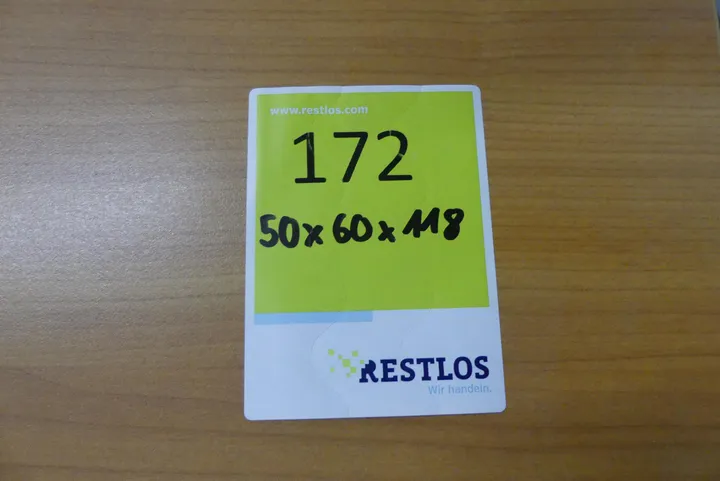 www.restlos.com
172
50x60x118
RESTLOS
Wir handeln.